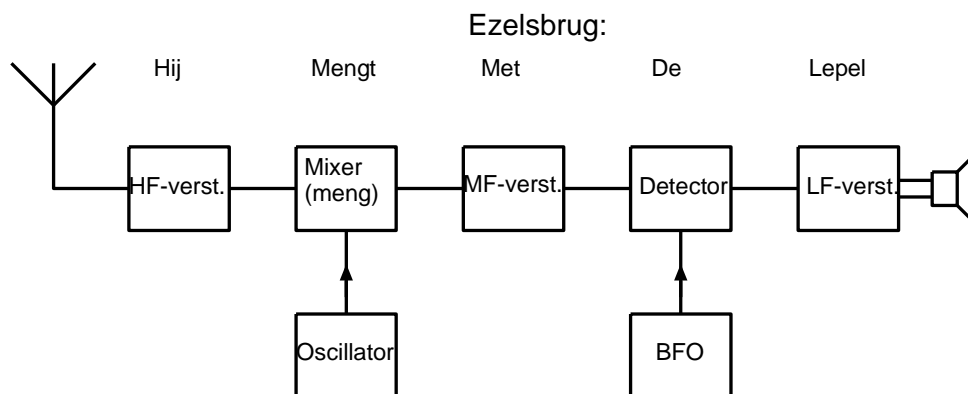 Ezelsbrug:
Hij Mengt Met De Lepel
HF-verst. Mixer (meng) MF-verst. Detector LF-verst.
Oscillator BFO